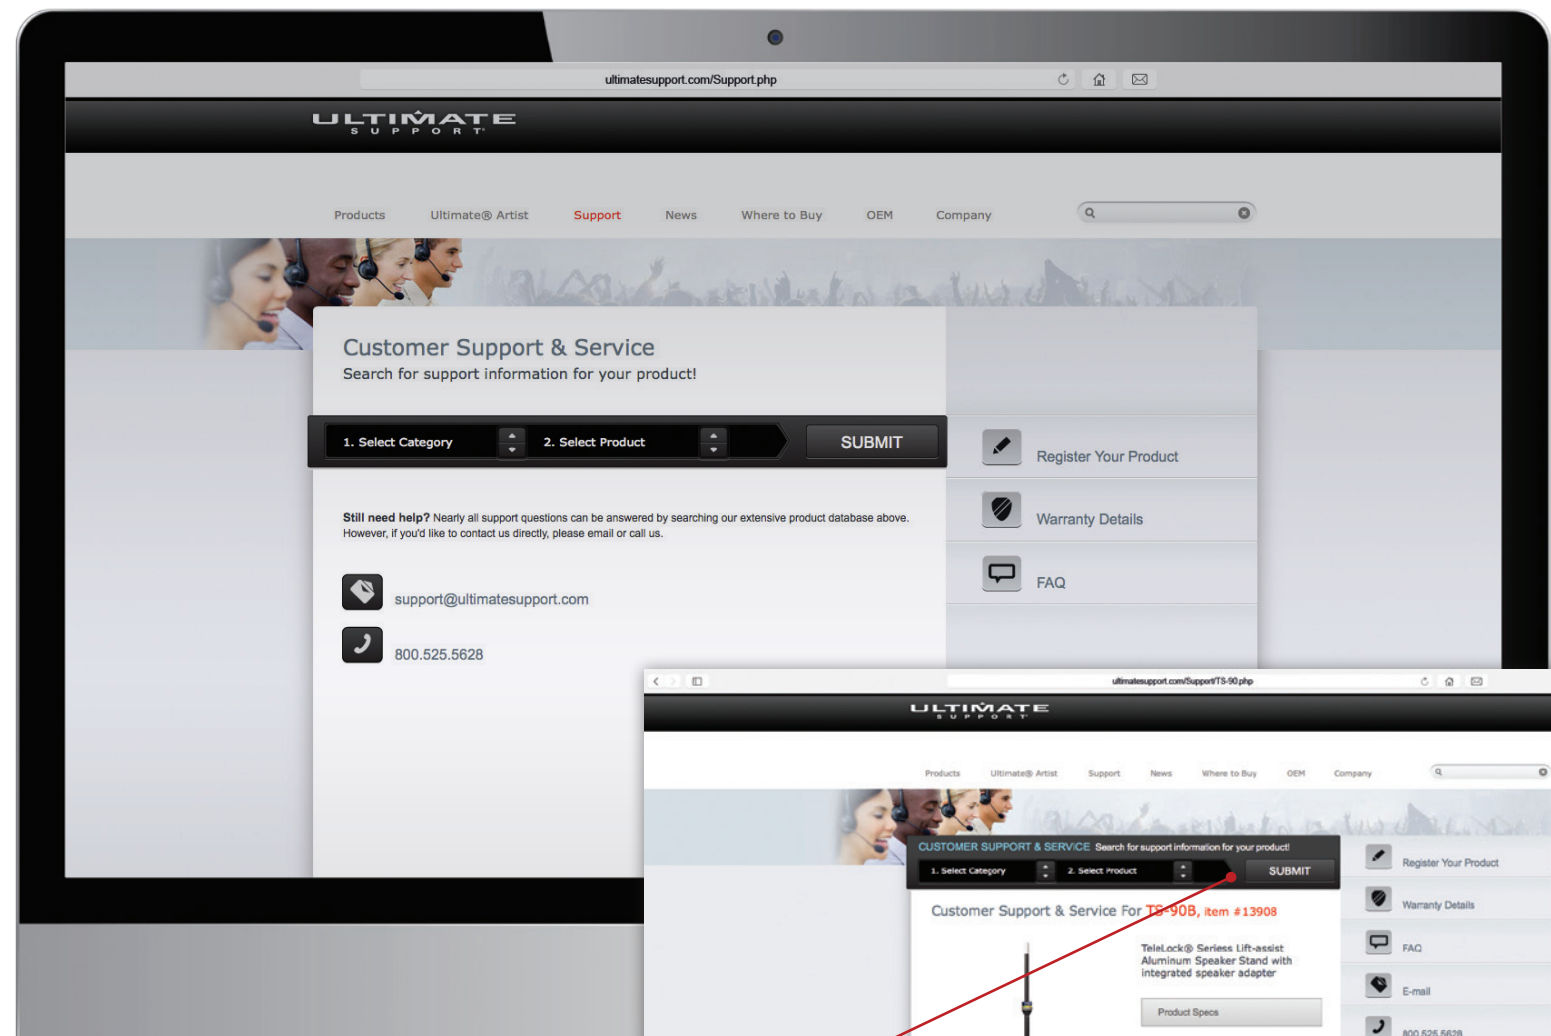 ultimatesupport.com/Support.php
ULTIMATE
SUPPORT
Products Ultimate® Artist Support News Where to Buy OEM Company
Customer Support & Service
Search for support information for your product!
1. Select Category 2. Select Product SUBMIT
Register Your Product
Warranty Details
FAQ
Still need help? Nearly all support questions can be answered by searching our extensive product database above.
However, if you'd like to contact us directly, please email or call us.
support@ultimatesupport.com
800.525.5628
ultimatesupport.com/Support/TS-90.php
ULTIMATE
SUPPORT
Products Ultimate® Artist Support News Where to Buy OEM Company
CUSTOMER SUPPORT & SERVICE Search for support information for your product!
1. Select Category 2. Select Product SUBMIT
Customer Support & Service For TS-90B, item #13908
TeleLock® Seriess Lift-assist
Aluminum Speaker Stand with
integrated speaker adapter
Product Specs
Register Your Product
Warranty Details
FAQ
E-mail
800.525.5628